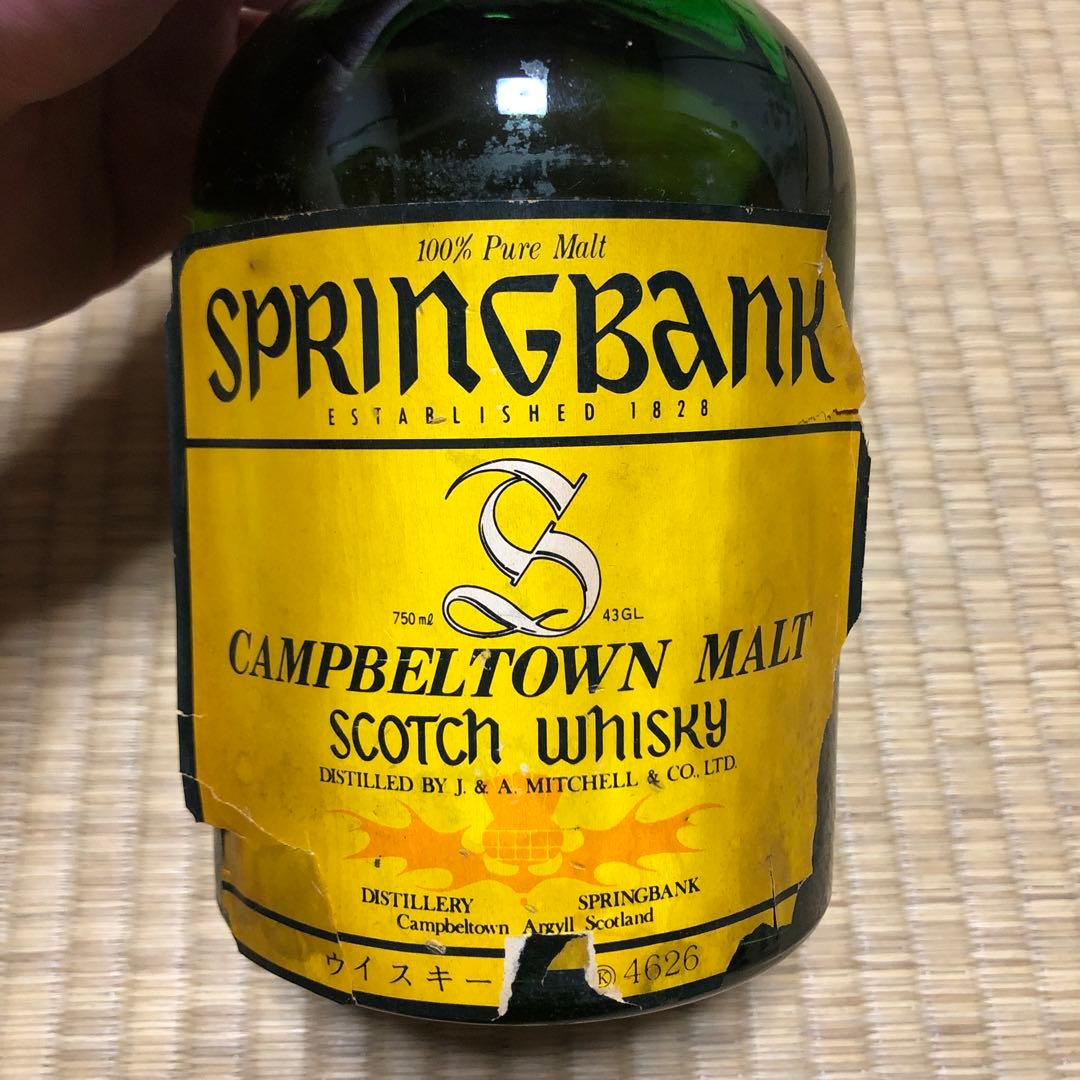 100% Pure Malt
SPRINGBANK
ESTABLISHED 1828
S
750 ml 43GL
CAMPBELTOWN MALT
SCOTCH WHISKY
DISTILLED BY J. & A. MITCHELL & CO., LTD.
DISTILLERY SPRINGBANK
Campbeltown Argyll Scotland
ウイスキー Ⓚ 4626